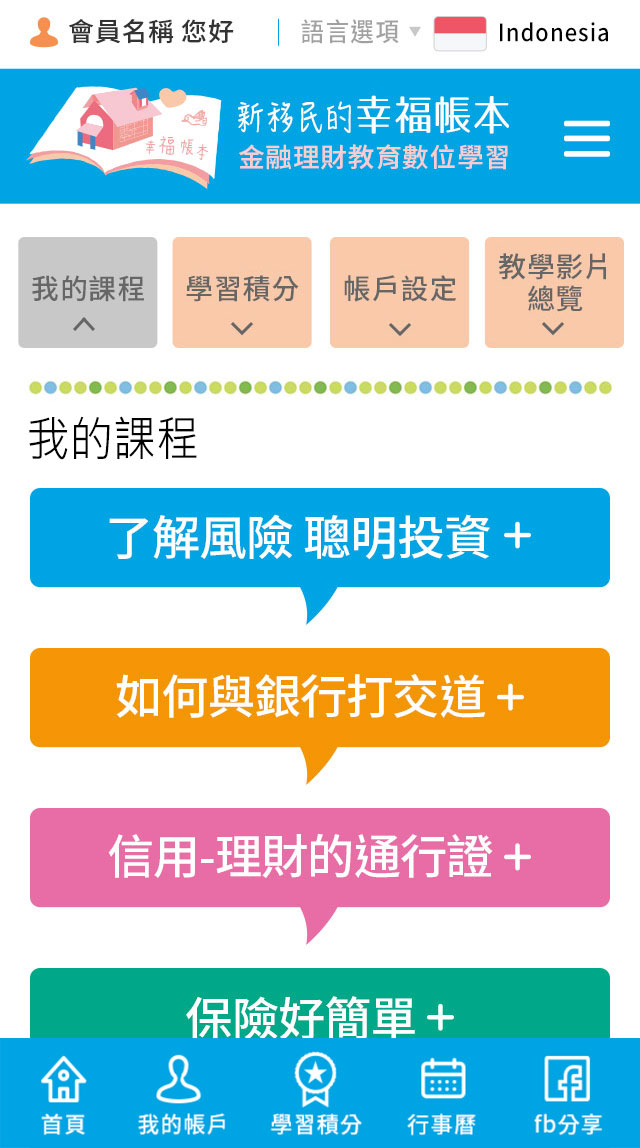 會員名稱 您好
語言選項 ▼
Indonesia
幸福帳本
新移民的幸福帳本
金融理財教育數位學習
我的課程
學習積分
帳戶設定
教學影片
總覽
我的課程
了解風險 聰明投資 +
如何與銀行打交道 +
信用-理財的通行證 +
保險好簡單 +
首頁
我的帳戶
學習積分
行事曆
fb分享